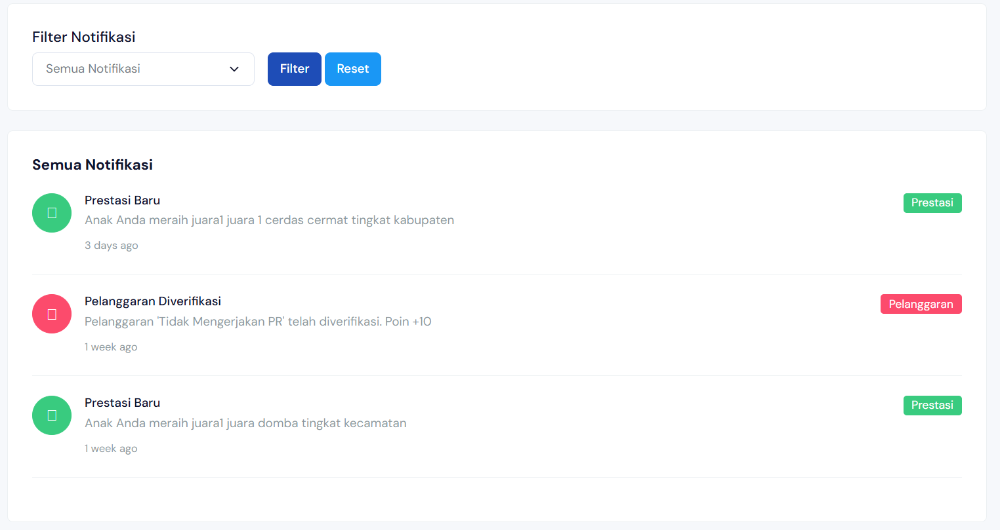 Filter Notifikasi
Semua Notifikasi
Filter
Reset
Semua Notifikasi
Prestasi Baru
Prestasi
Anak Anda meraih juara1 juara 1 cerdas cermat tingkat kabupaten
3 days ago
Pelanggaran Diverifikasi
Pelanggaran
Pelanggaran 'Tidak Mengerjakan PR' telah diverifikasi. Poin +10
1 week ago
Prestasi Baru
Prestasi
Anak Anda meraih juara1 juara domba tingkat kecamatan
1 week ago